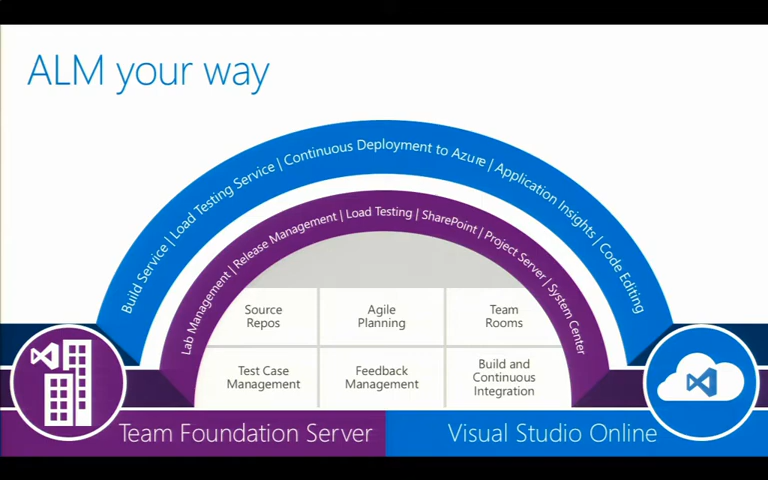 ALM your way
Build Service | Load Testing Service | Continuous Deployment to Azure | Application Insights | Code Editing
Lab Management | Release Management | Load Testing | SharePoint | Project Server | System Center
Source
Repos
Agile
Planning
Team
Rooms
Test Case
Management
Feedback
Management
Build and
Continuous
Integration
Team Foundation Server
Visual Studio Online